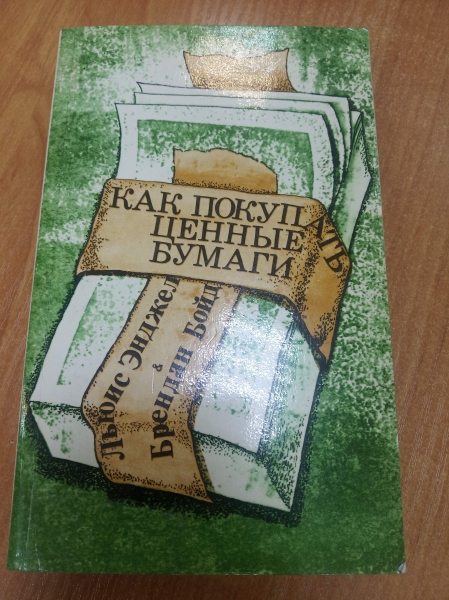 КАК ПОКУПАТЬ
ЦЕННЫЕ
БУМАГИ
Льюис Энджел
&
Брендан Бойд